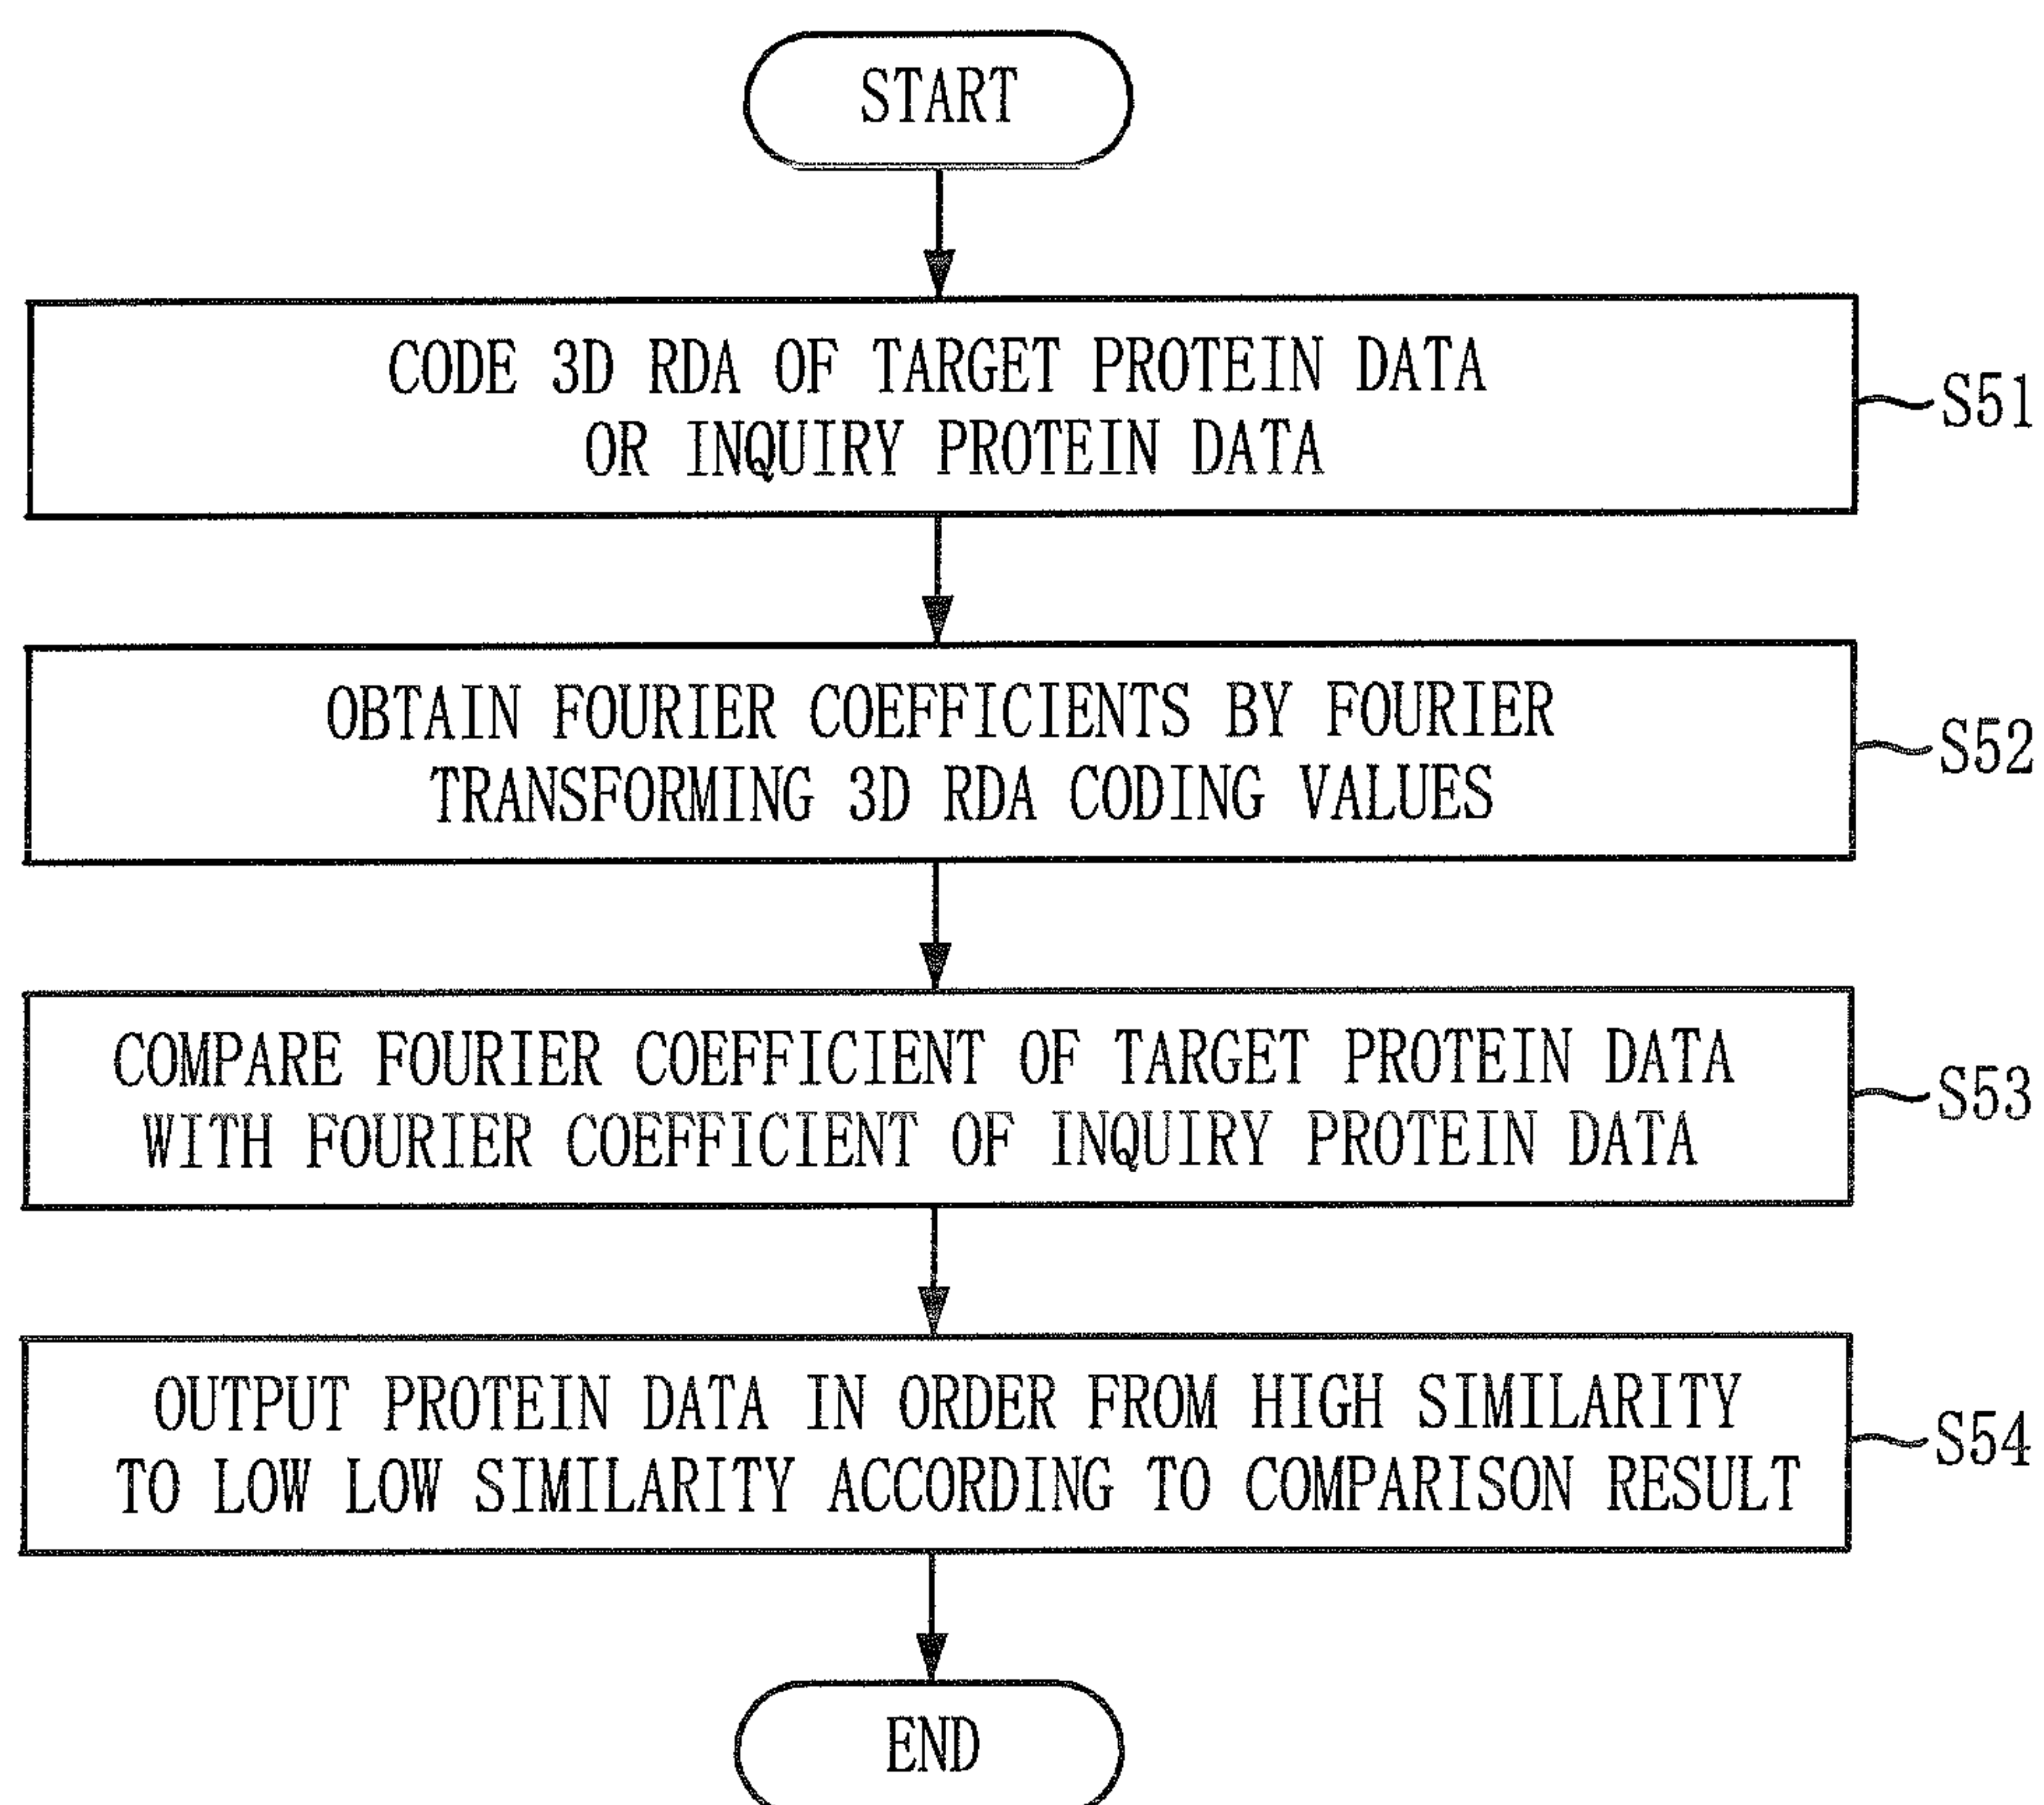 START
CODE 3D RDA OF TARGET PROTEIN DATA
OR INQUIRY PROTEIN DATA
S51
OBTAIN FOURIER COEFFICIENTS BY FOURIER
TRANSFORMING 3D RDA CODING VALUES
S52
COMPARE FOURIER COEFFICIENT OF TARGET PROTEIN DATA
WITH FOURIER COEFFICIENT OF INQUIRY PROTEIN DATA
S53
OUTPUT PROTEIN DATA IN ORDER FROM HIGH SIMILARITY
TO LOW LOW SIMILARITY ACCORDING TO COMPARISON RESULT
S54
END